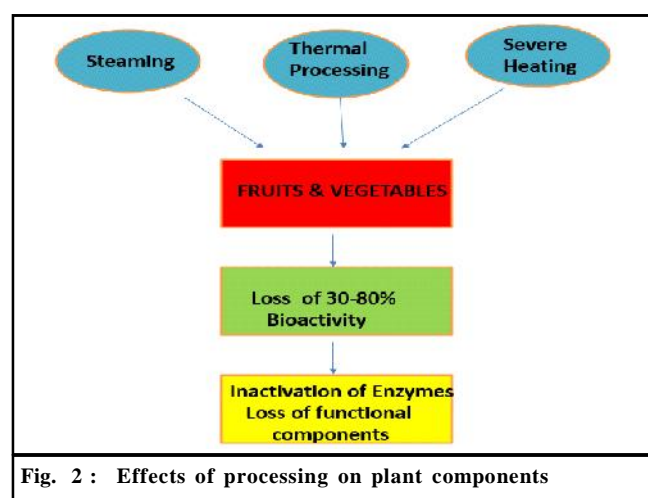 Steaming
Thermal
Processing
Severe
Heating
FRUITS & VEGETABLES
Loss of 30-80%
Bioactivity
Inactivation of Enzymes
Loss of functional
components
Fig. 2 : Effects of processing on plant components